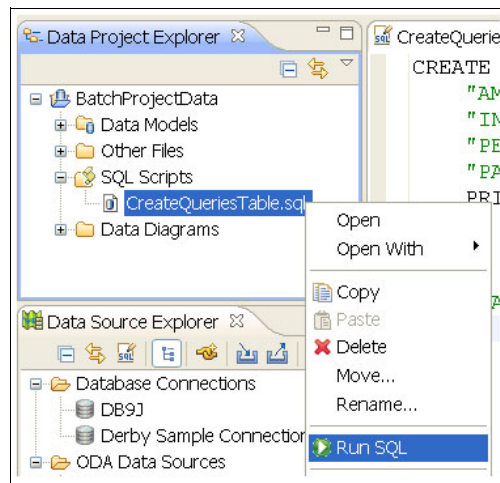 Data Project Explorer
BatchProjectData
Data Models
Other Files
SQL Scripts
CreateQueriesTable.sql
Data Diagrams
CREATE
"AM
"IN
"PE
"PA
PRI
Open
Open With
Copy
Paste
Delete
Move...
Rename...
Run SQL
Data Source Explorer
Database Connections
DB9J
Derby Sample Connection
ODA Data Sources